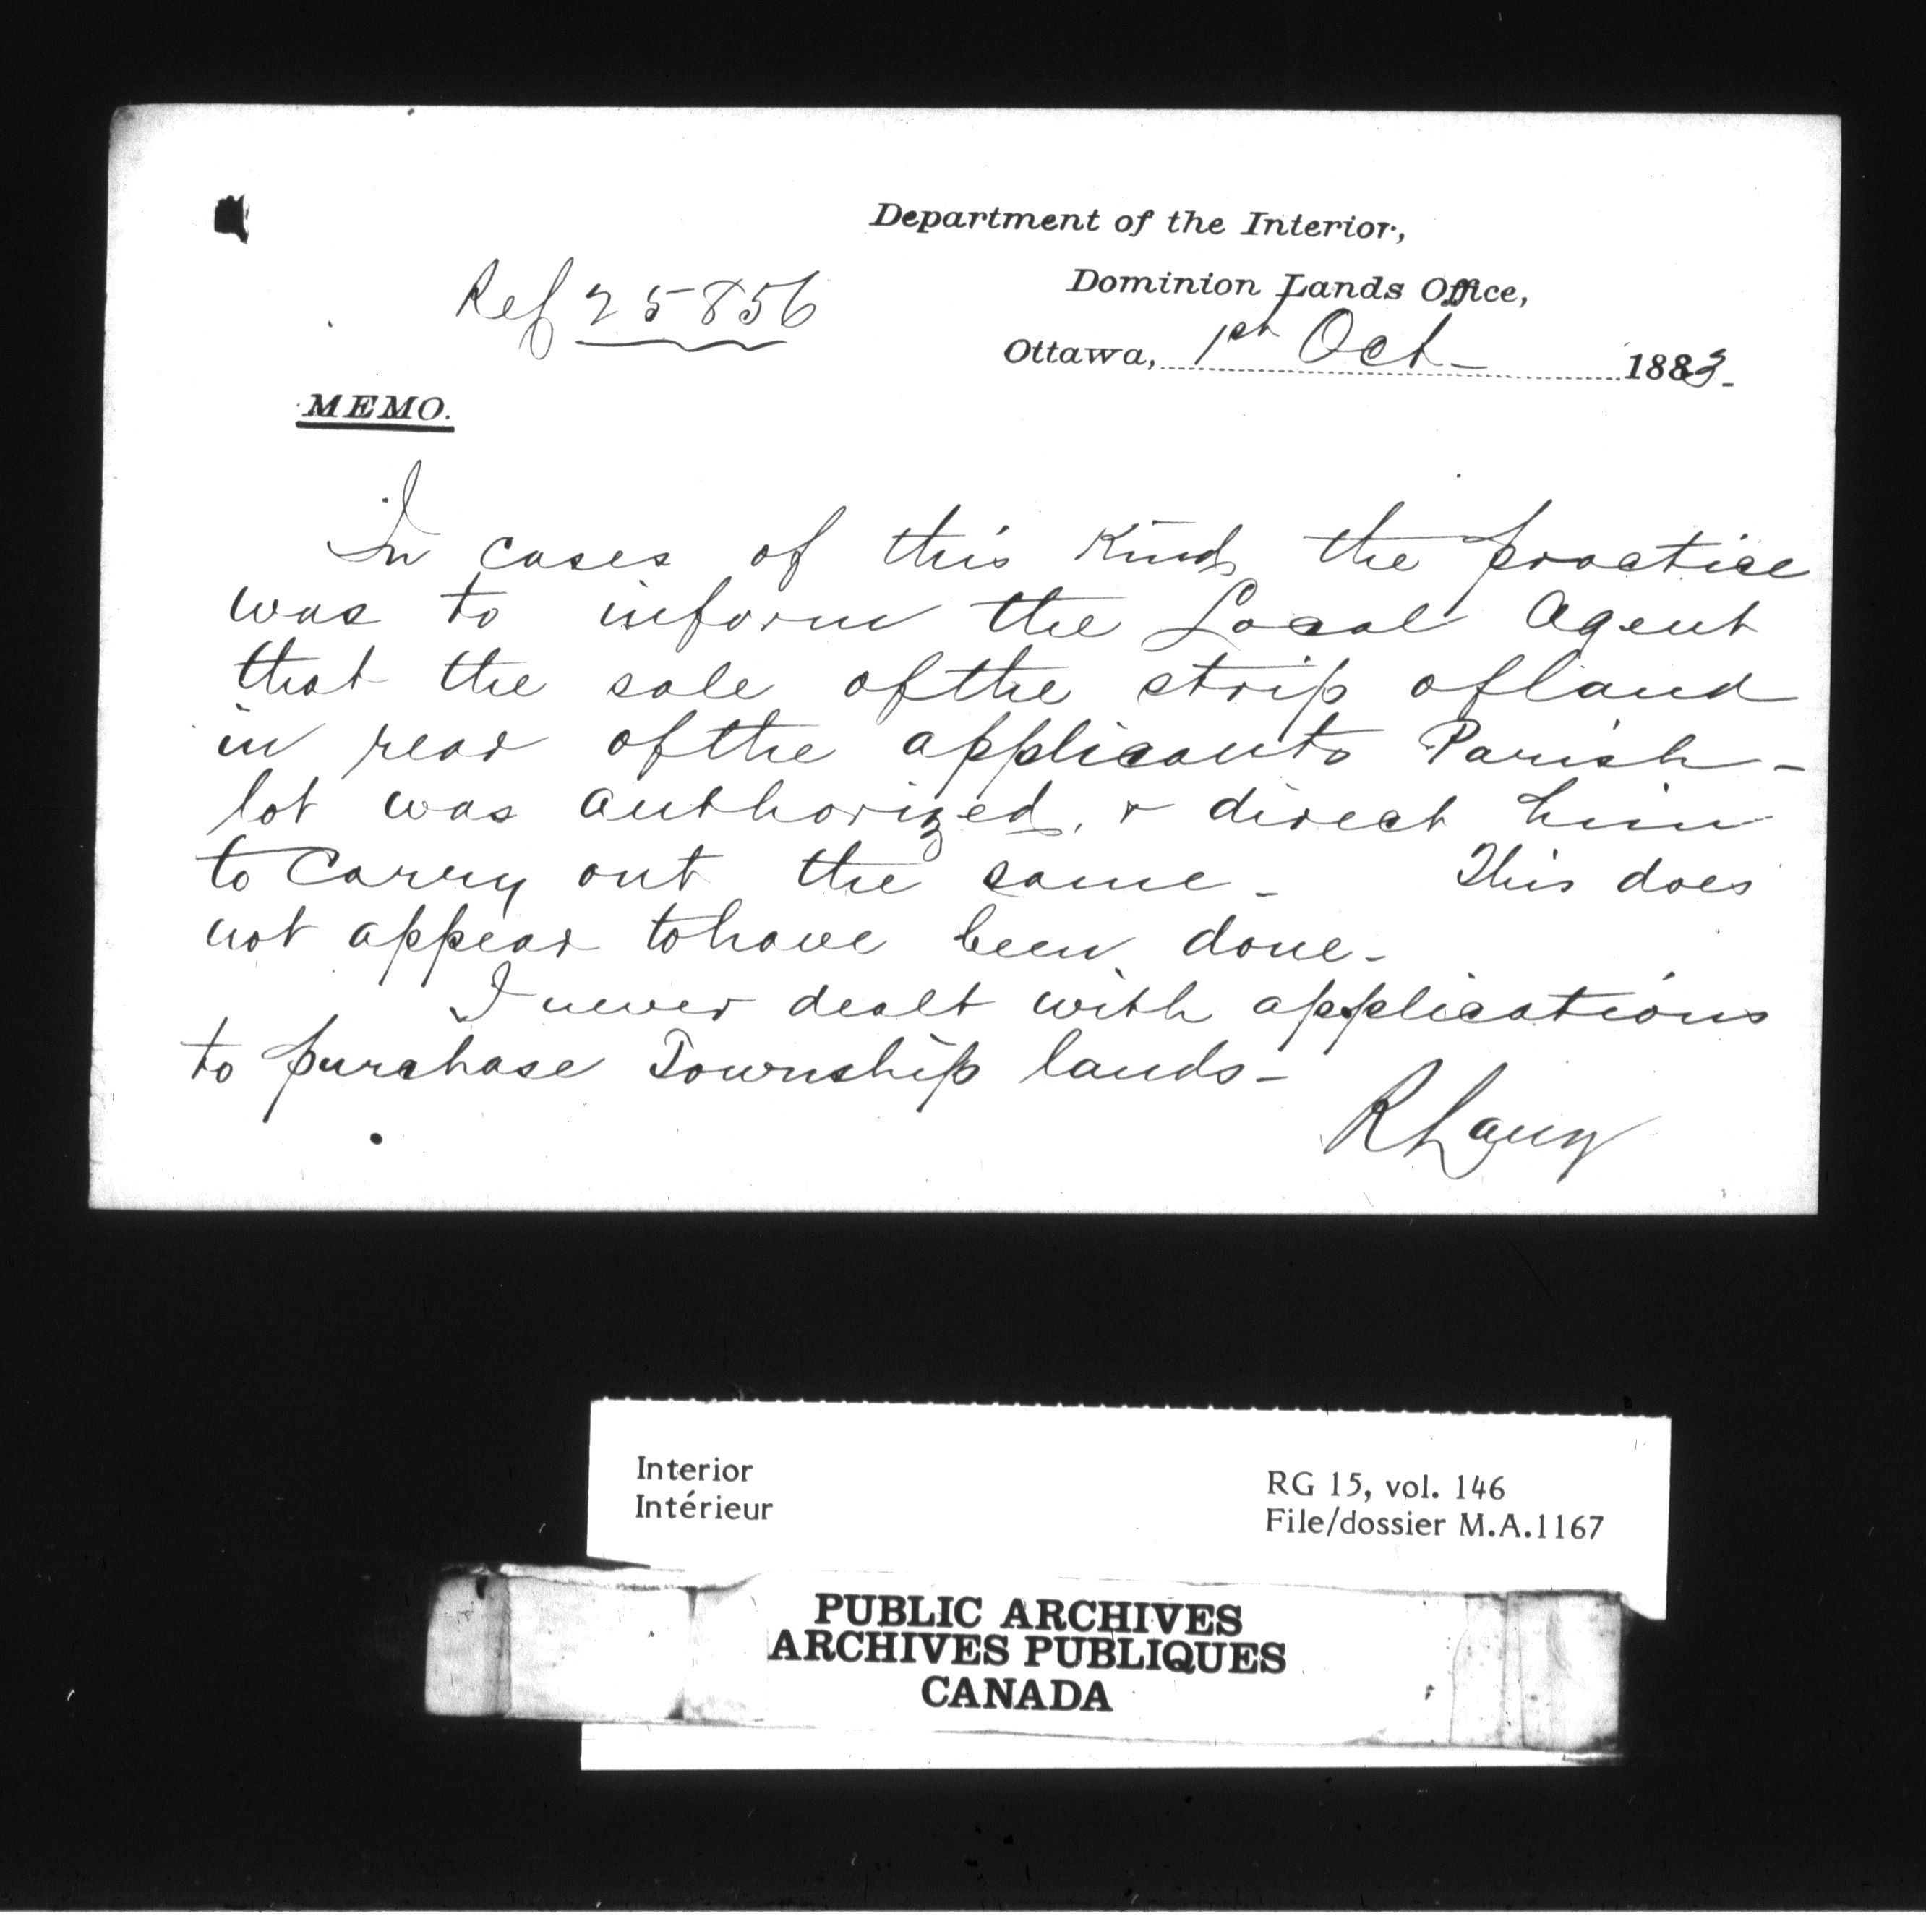 Department of the Interior,
Dominion Lands Office,
Ref 25856
Ottawa, 1st Oct - 1883.
MEMO.
In cases of this kind the practice
was to inform the Local Agent
that the sale of the strip of land
in rear of the applicants Parish -
lot was authorized, & direct him
to carry out the same - This does
not appear to have been done -
I never dealt with applications
to purchase Township lands -
R Lang
Interior
Intérieur
RG 15, vol. 146
File/dossier M.A.1167
PUBLIC ARCHIVES
ARCHIVES PUBLIQUES
CANADA